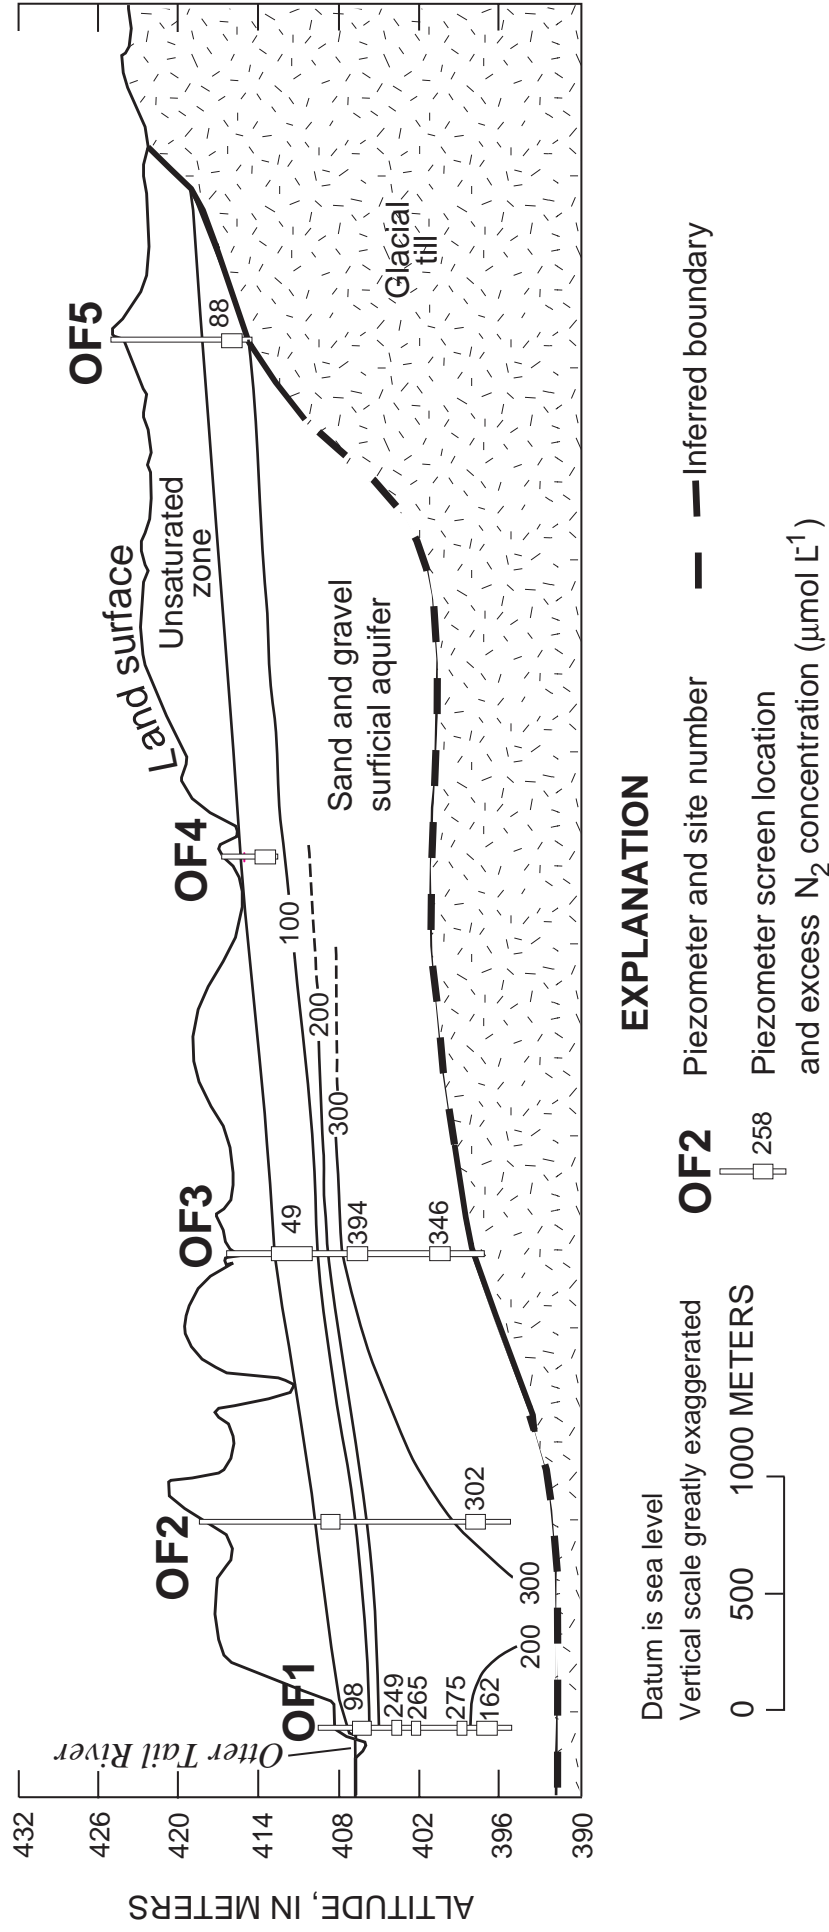 ALTITUDE, IN METERS
432
426
420
414
408
402
396
390
Otter Tail River
OF1
OF2
OF3
OF4
OF5
Land surface
Unsaturated
zone
Sand and gravel
surficial aquifer
Glacial
till
98
249
265
275
162
200
300
302
49
394
346
300
200
100
88
Datum is sea level
Vertical scale greatly exaggerated
0 500 1000 METERS
EXPLANATION
OF2 Piezometer and site number
258 Piezometer screen location
and excess N2 concentration (µmol L-1)
Inferred boundary